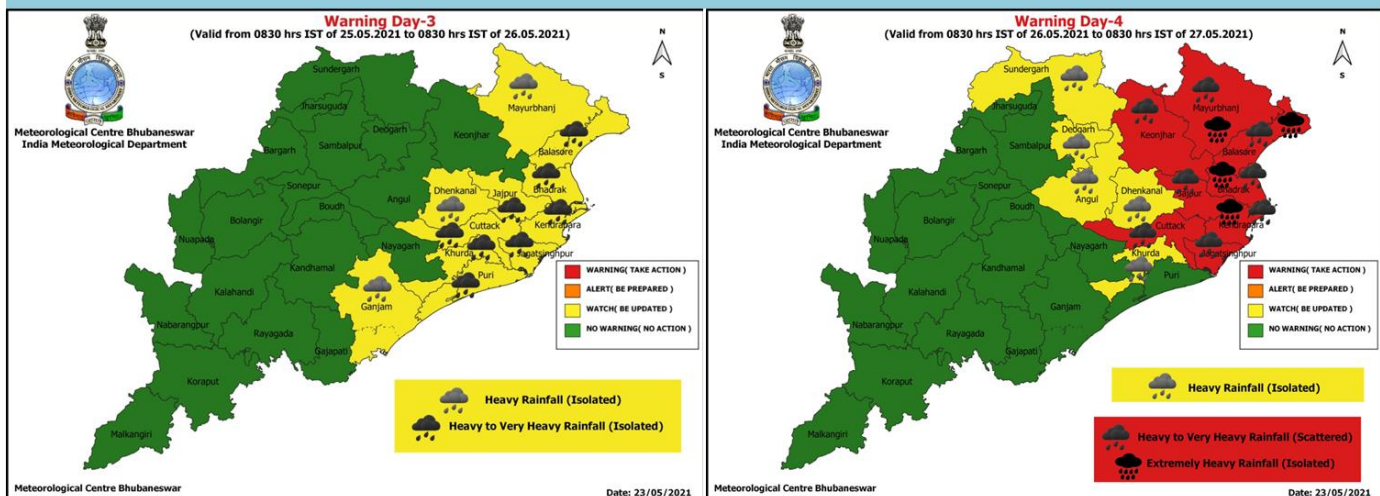 Warning Day-3
(Valid from 0830 hrs IST of 25.05.2021 to 0830 hrs IST of 26.05.2021)
N
S
Meteorological Centre Bhubaneswar
India Meteorological Department
Sundergarh
Jharsuguda
Mayurbhanj
Keonjhar
Deogarh
Sambalpur
Bargarh
Balasore
Sonepur
Dhenkanal
Jajpur
Bhadrak
Angul
Boudh
Bolangir
Kendrapara
Cuttack
Nuapada
Nayagarh
Khurda
Jagatsinghpur
Kandhamal
Puri
Kalahandi
Ganjam
Nabarangpur
Rayagada
Gajapati
Koraput
Malkangiri
WARNING( TAKE ACTION )
ALERT( BE PREPARED )
WATCH( BE UPDATED )
NO WARNING( NO ACTION )
Heavy Rainfall (Isolated)
Heavy to Very Heavy Rainfall (Isolated)
Meteorological Centre Bhubaneswar
Date: 23/05/2021
Warning Day-4
(Valid from 0830 hrs IST of 26.05.2021 to 0830 hrs IST of 27.05.2021)
N
S
Meteorological Centre Bhubaneswar
India Meteorological Department
Sundergarh
Jharsuguda
Mayurbhanj
Keonjhar
Deogarh
Sambalpur
Bargarh
Balasore
Sonepur
Dhenkanal
Jajpur
Bhadrak
Angul
Boudh
Bolangir
Kendrapara
Cuttack
Nuapada
Nayagarh
Khurda
Jagatsinghpur
Kandhamal
Puri
Kalahandi
Ganjam
Nabarangpur
Rayagada
Gajapati
Koraput
Malkangiri
WARNING( TAKE ACTION )
ALERT( BE PREPARED )
WATCH( BE UPDATED )
NO WARNING( NO ACTION )
Heavy Rainfall (Isolated)
Heavy to Very Heavy Rainfall (Scattered)
Extremely Heavy Rainfall (Isolated)
Meteorological Centre Bhubaneswar
Date: 23/05/2021